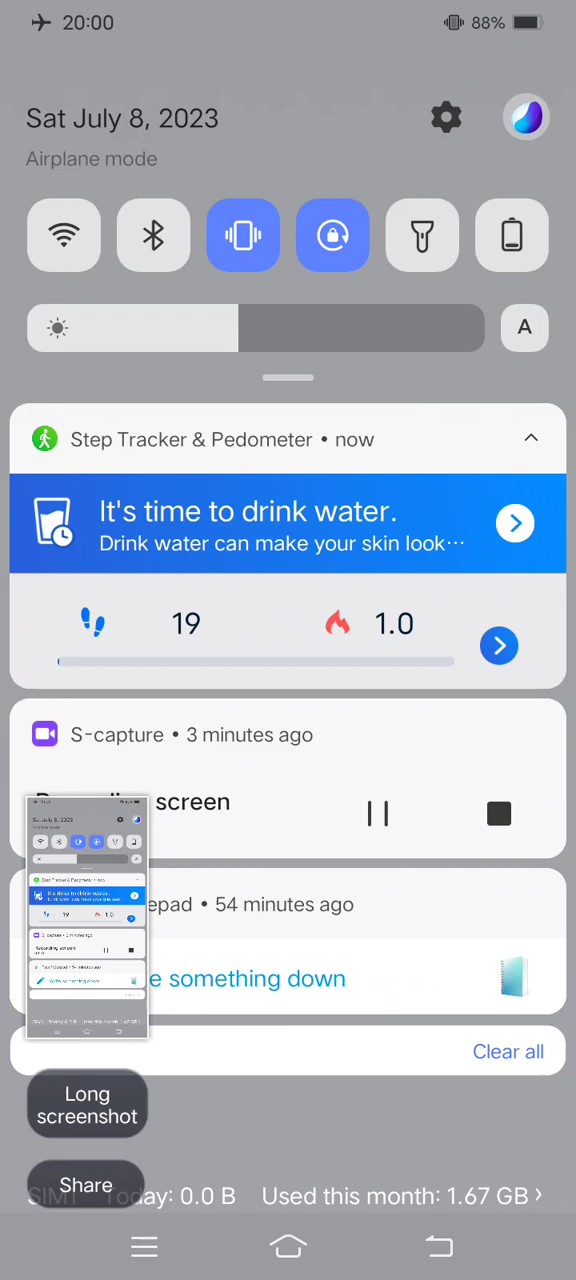 20:00
88%
Sat July 8, 2023
Airplane mode
A
Step Tracker & Pedometer • now
It's time to drink water.
Drink water can make your skin look···
19
1.0
S-capture • 3 minutes ago
screen
epad • 54 minutes ago
e something down
Clear all
Long
screenshot
Share
SIM1 Today: 0.0 B Used this month: 1.67 GB ›